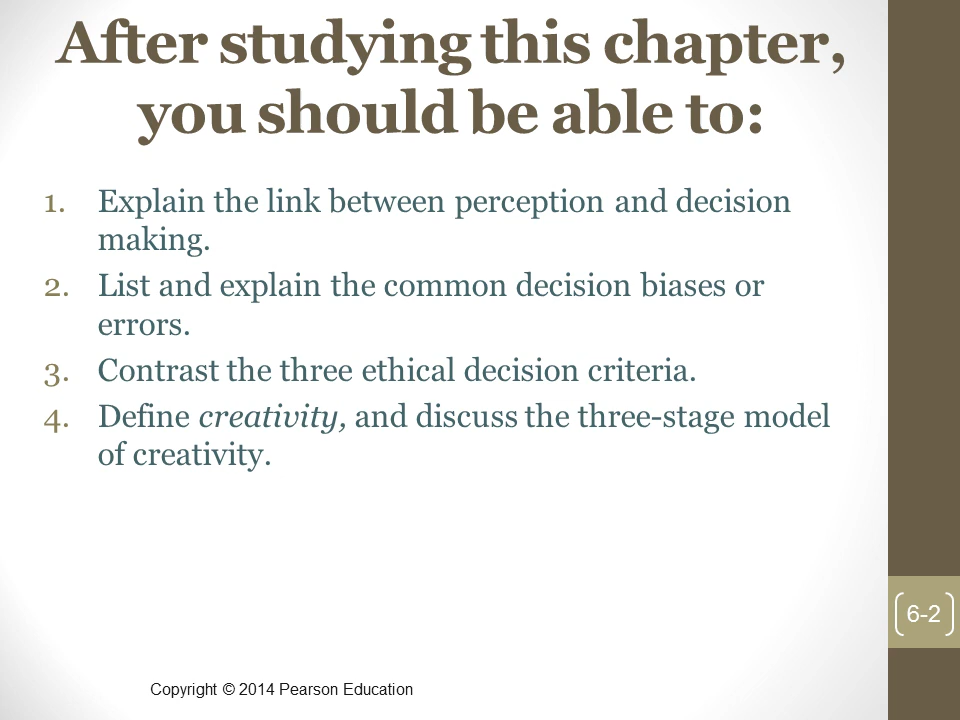 After studying this chapter,
you should be able to:
1. Explain the link between perception and decision
making.
2. List and explain the common decision biases or
errors.
3. Contrast the three ethical decision criteria.
4. Define creativity, and discuss the three-stage model
of creativity.
6-2
Copyright © 2014 Pearson Education